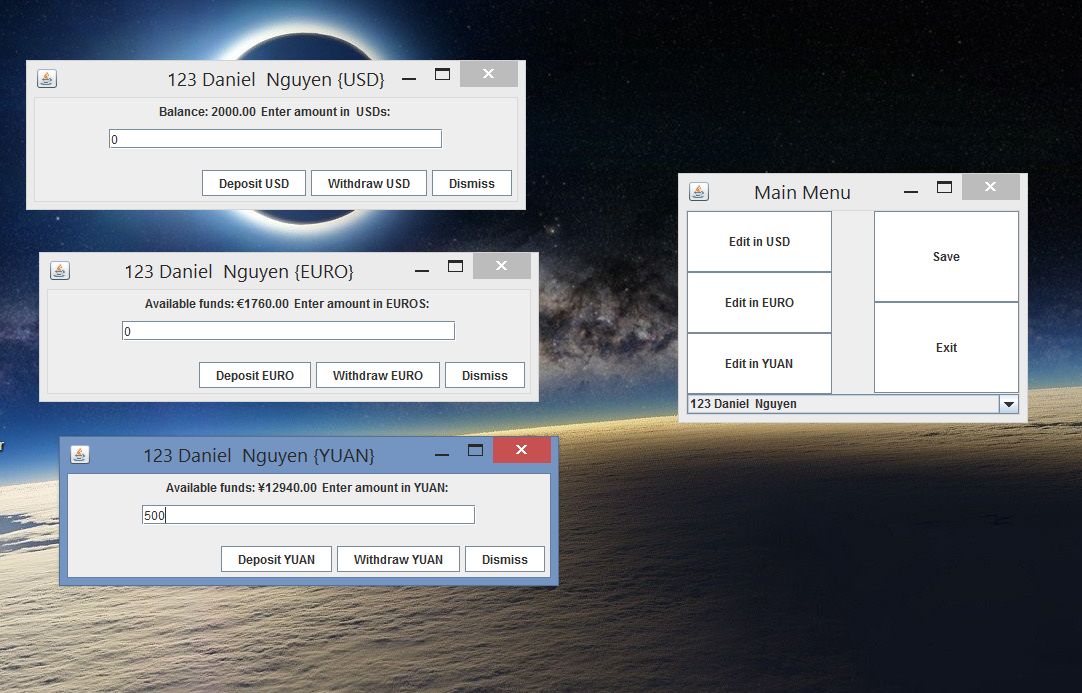 123 Daniel  Nguyen {USD}
Balance: 2000.00 Enter amount in  USDs:
0
Deposit USD
Withdraw USD
Dismiss
123 Daniel  Nguyen {EURO}
Available funds: €1760.00 Enter amount in EUROS:
0
Deposit EURO
Withdraw EURO
Dismiss
123 Daniel  Nguyen {YUAN}
Available funds: ¥12940.00 Enter amount in YUAN:
500
Deposit YUAN
Withdraw YUAN
Dismiss
Main Menu
Edit in USD
Edit in EURO
Edit in YUAN
Save
Exit
123 Daniel  Nguyen